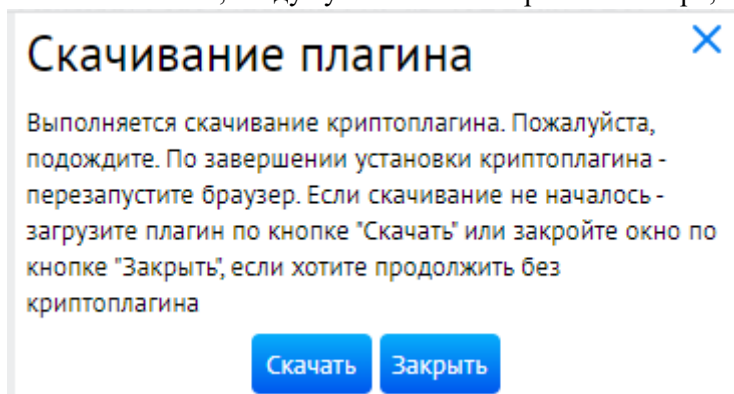 Скачивание плагина
Выполняется скачивание криптоплагина. Пожалуйста,
подождите. По завершении установки криптоплагина -
перезапустите браузер. Если скачивание не началось -
загрузите плагин по кнопке "Скачать" или закройте окно по
кнопке "Закрыть", если хотите продолжить без
криптоплагина
Скачать Закрыть